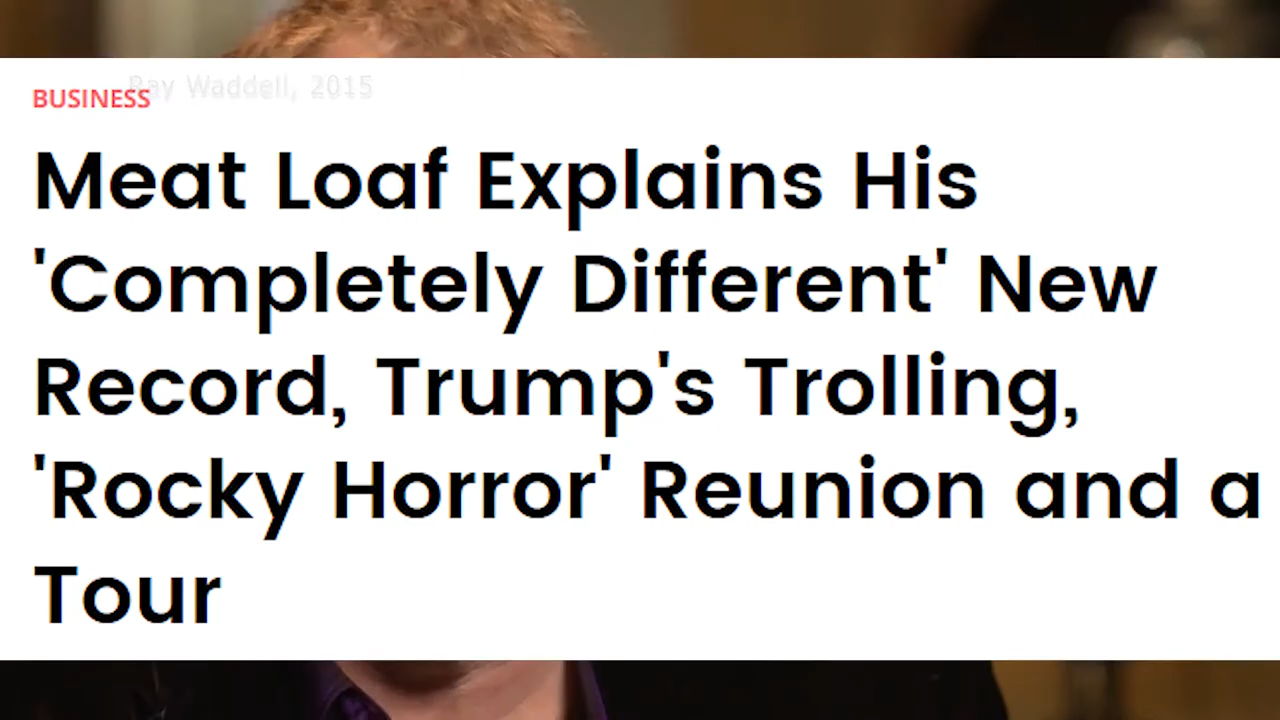 Ray Waddell, 2015
BUSINESS
Meat Loaf Explains His
'Completely Different' New
Record, Trump's Trolling,
'Rocky Horror' Reunion and a
Tour